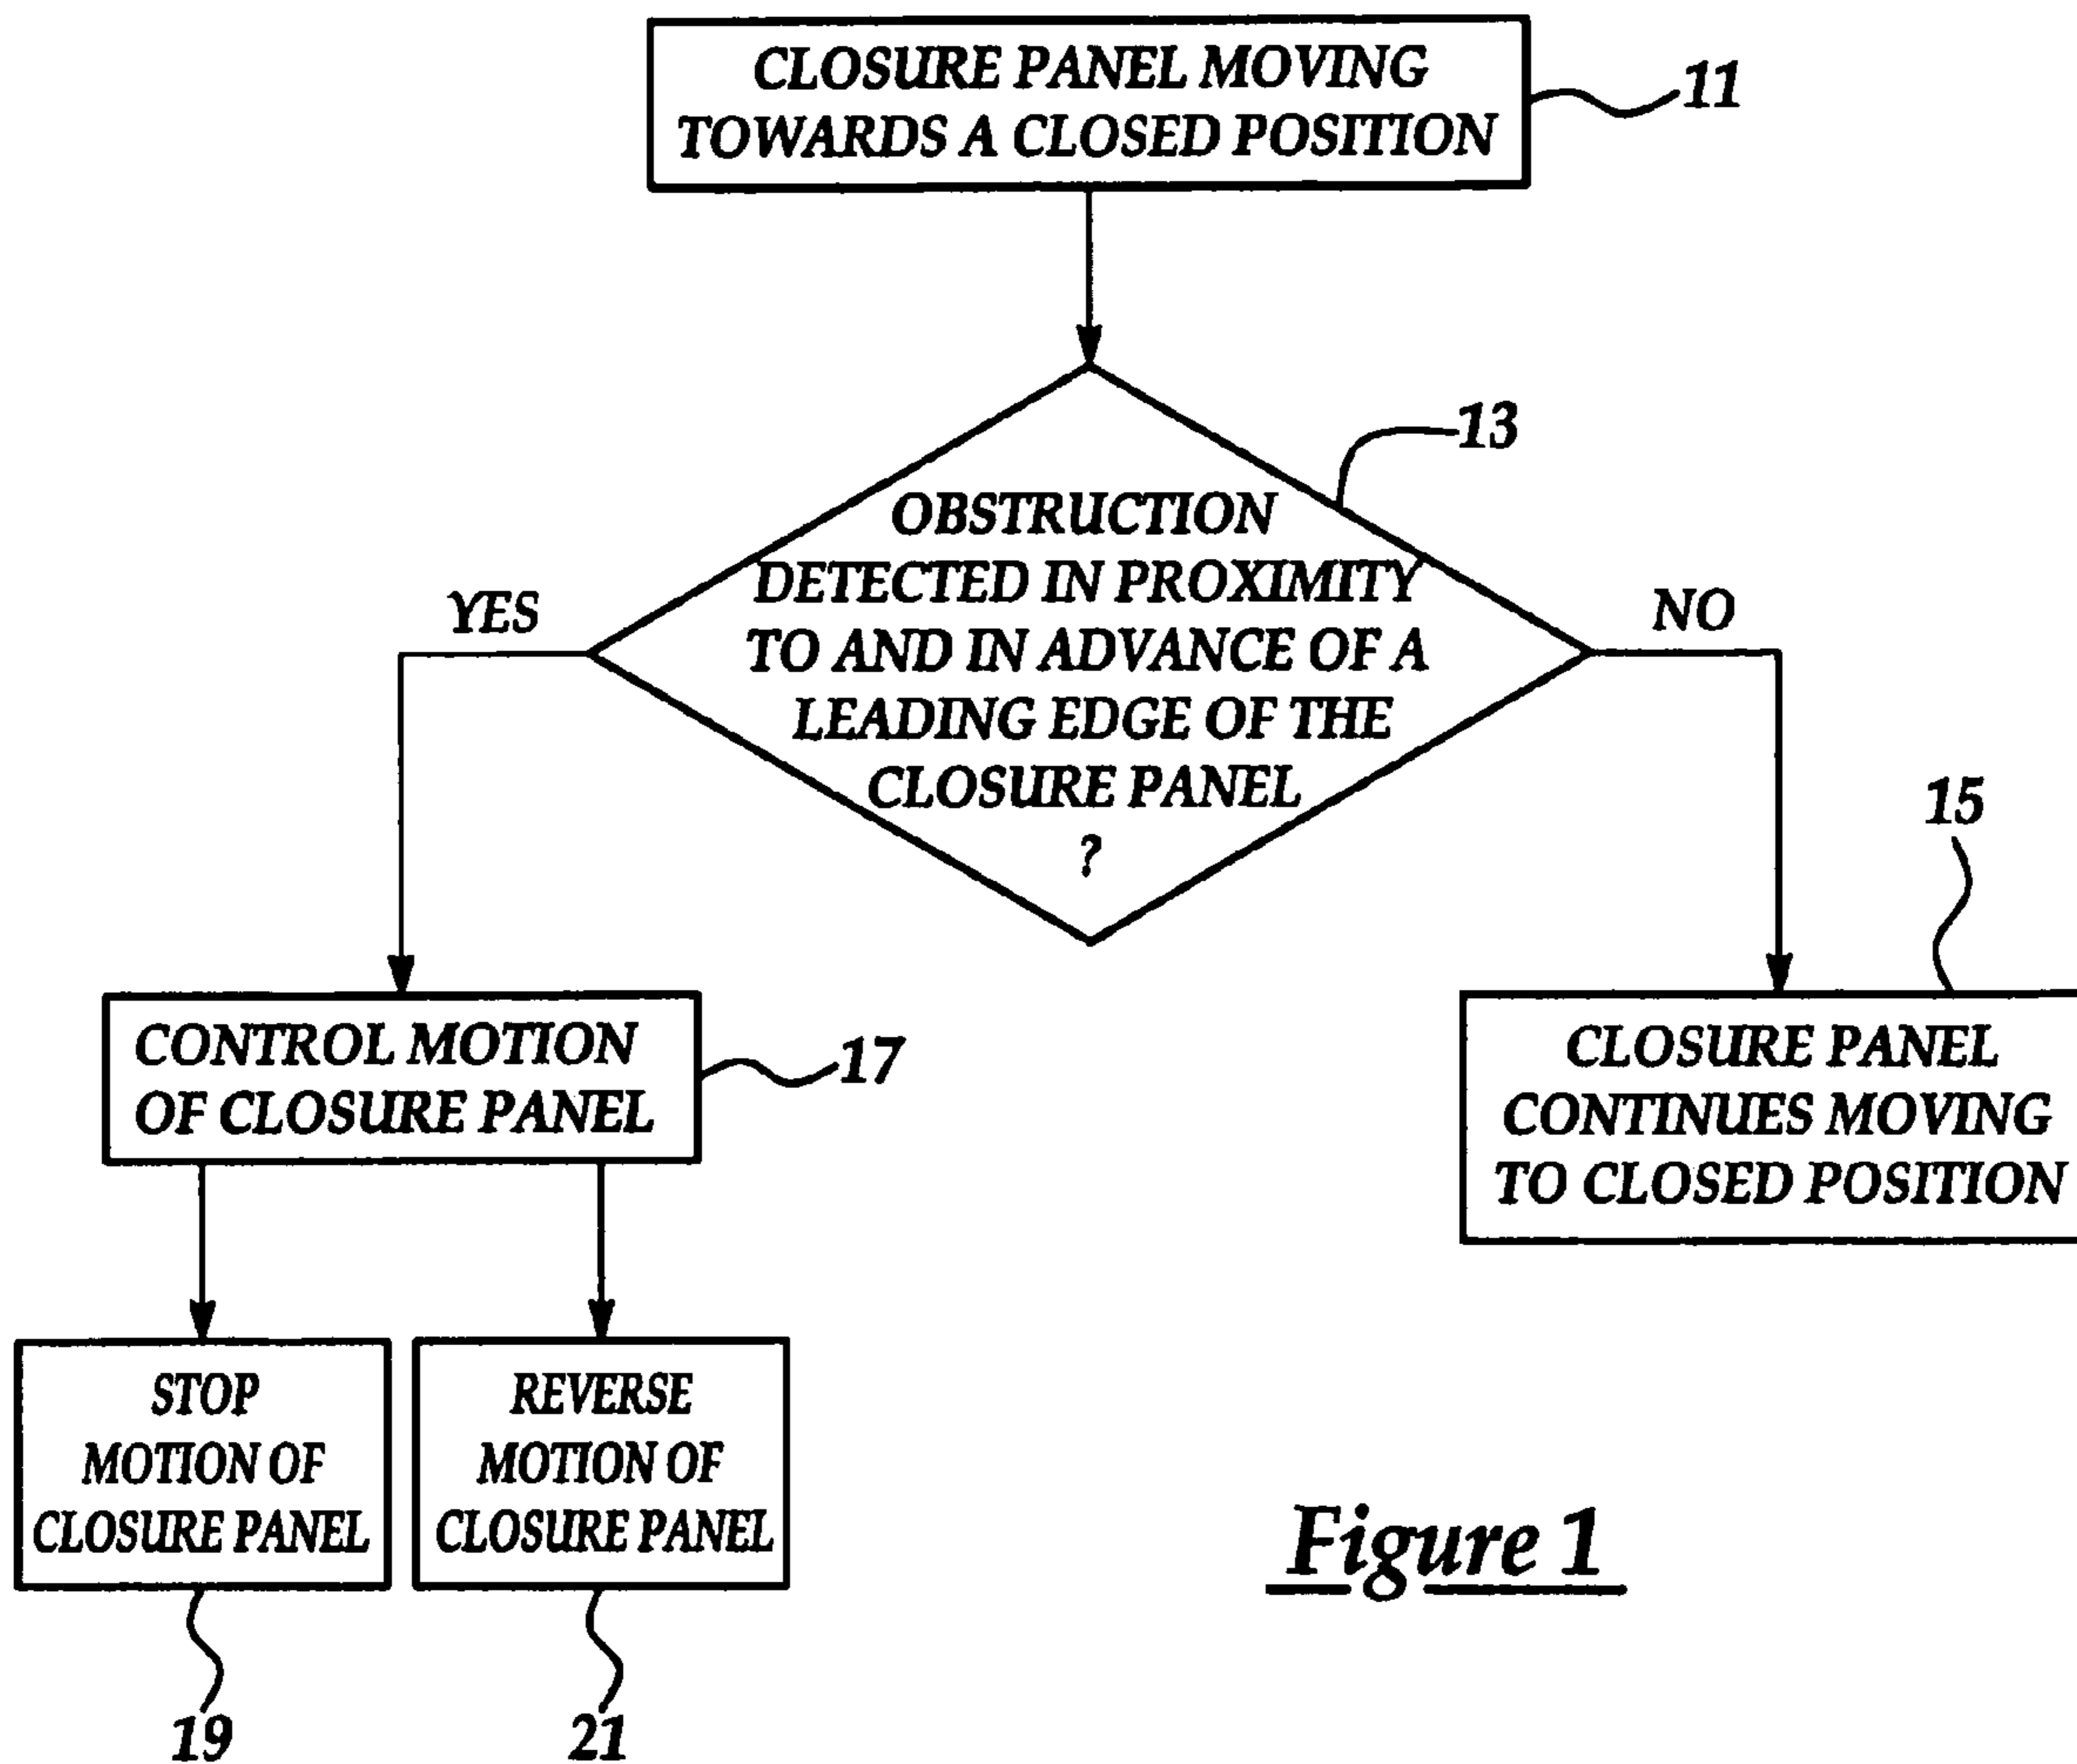 CLOSURE PANEL MOVING
TOWARDS A CLOSED POSITION
11
13
OBSTRUCTION
DETECTED IN PROXIMITY
TO AND IN ADVANCE OF A
LEADING EDGE OF THE
CLOSURE PANEL
?
YES
NO
15
CONTROL MOTION
OF CLOSURE PANEL
17
CLOSURE PANEL
CONTINUES MOVING
TO CLOSED POSITION
STOP
MOTION OF
CLOSURE PANEL
REVERSE
MOTION OF
CLOSURE PANEL
19
21
Figure 1